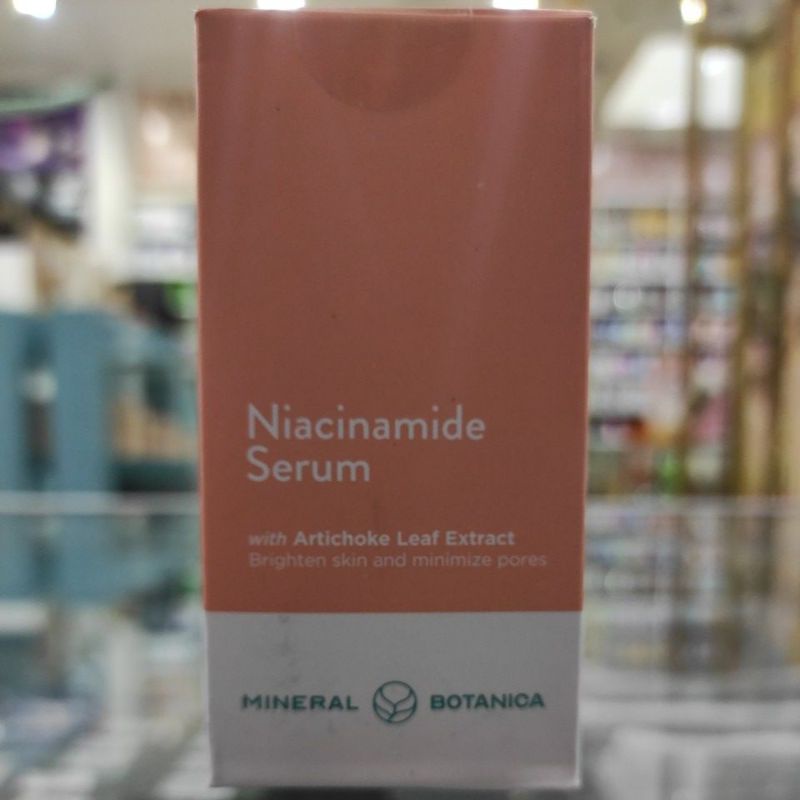 Niacinamide
Serum
with Artichoke Leaf Extract
Brighten skin and minimize pores
MINERAL BOTANICA